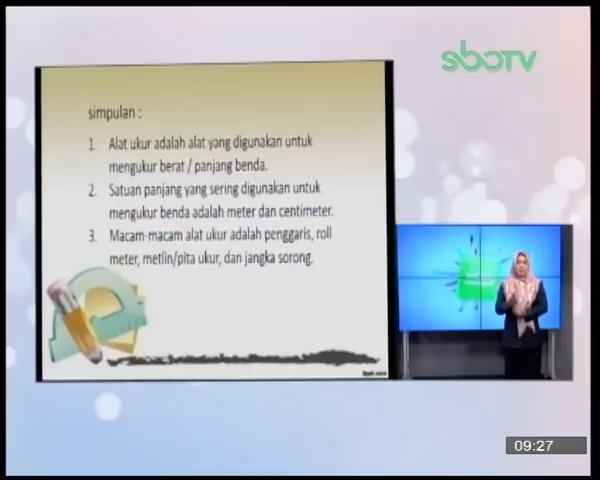 sboTV
simpulan :
1. Alat ukur adalah alat yang digunakan untuk
mengukur berat / panjang benda.
2. Satuan panjang yang sering digunakan untuk
mengukur benda adalah meter dan centimeter.
3. Macam-macam alat ukur adalah penggaris, roll
meter, metlin/pita ukur, dan jangka sorong.
09:27